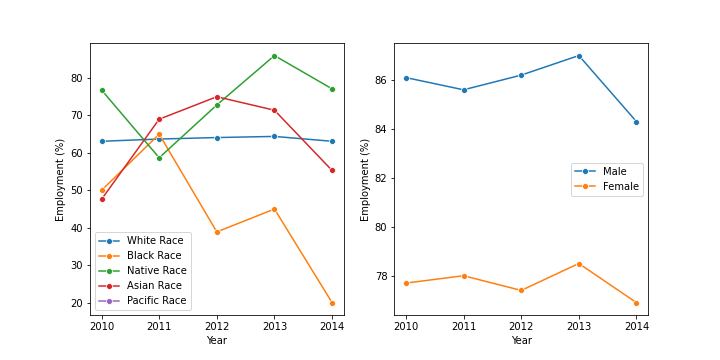 Employment (%)
80
70
60
50
40
30
20
2010 2011 2012 2013 2014
Year
White Race
Black Race
Native Race
Asian Race
Pacific Race
Employment (%)
86
84
82
80
78
2010 2011 2012 2013 2014
Year
Male
Female